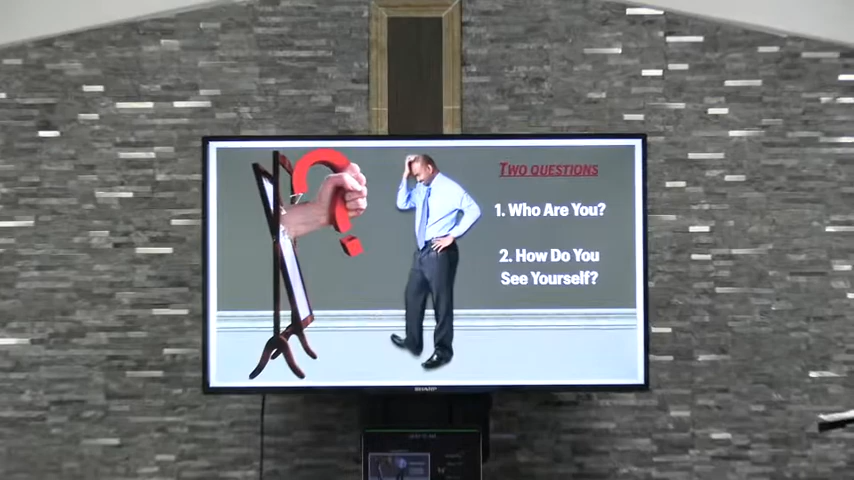 TWO QUESTIONS
1. Who Are You?
2. How Do You
See Yourself?
SHARP